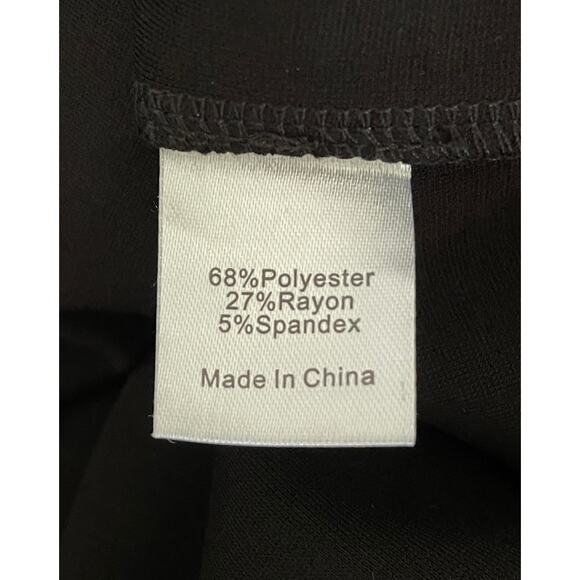 68%Polyester
27%Rayon
5%Spandex
Made In China